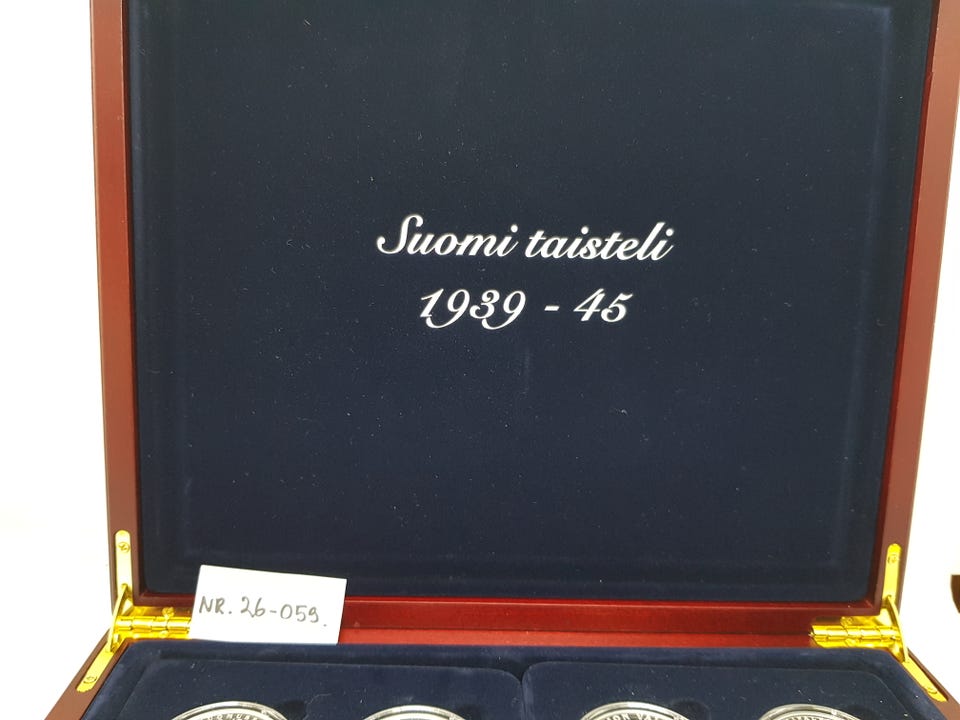 Suomi taisteli
1939 - 45
NR. 26-059.